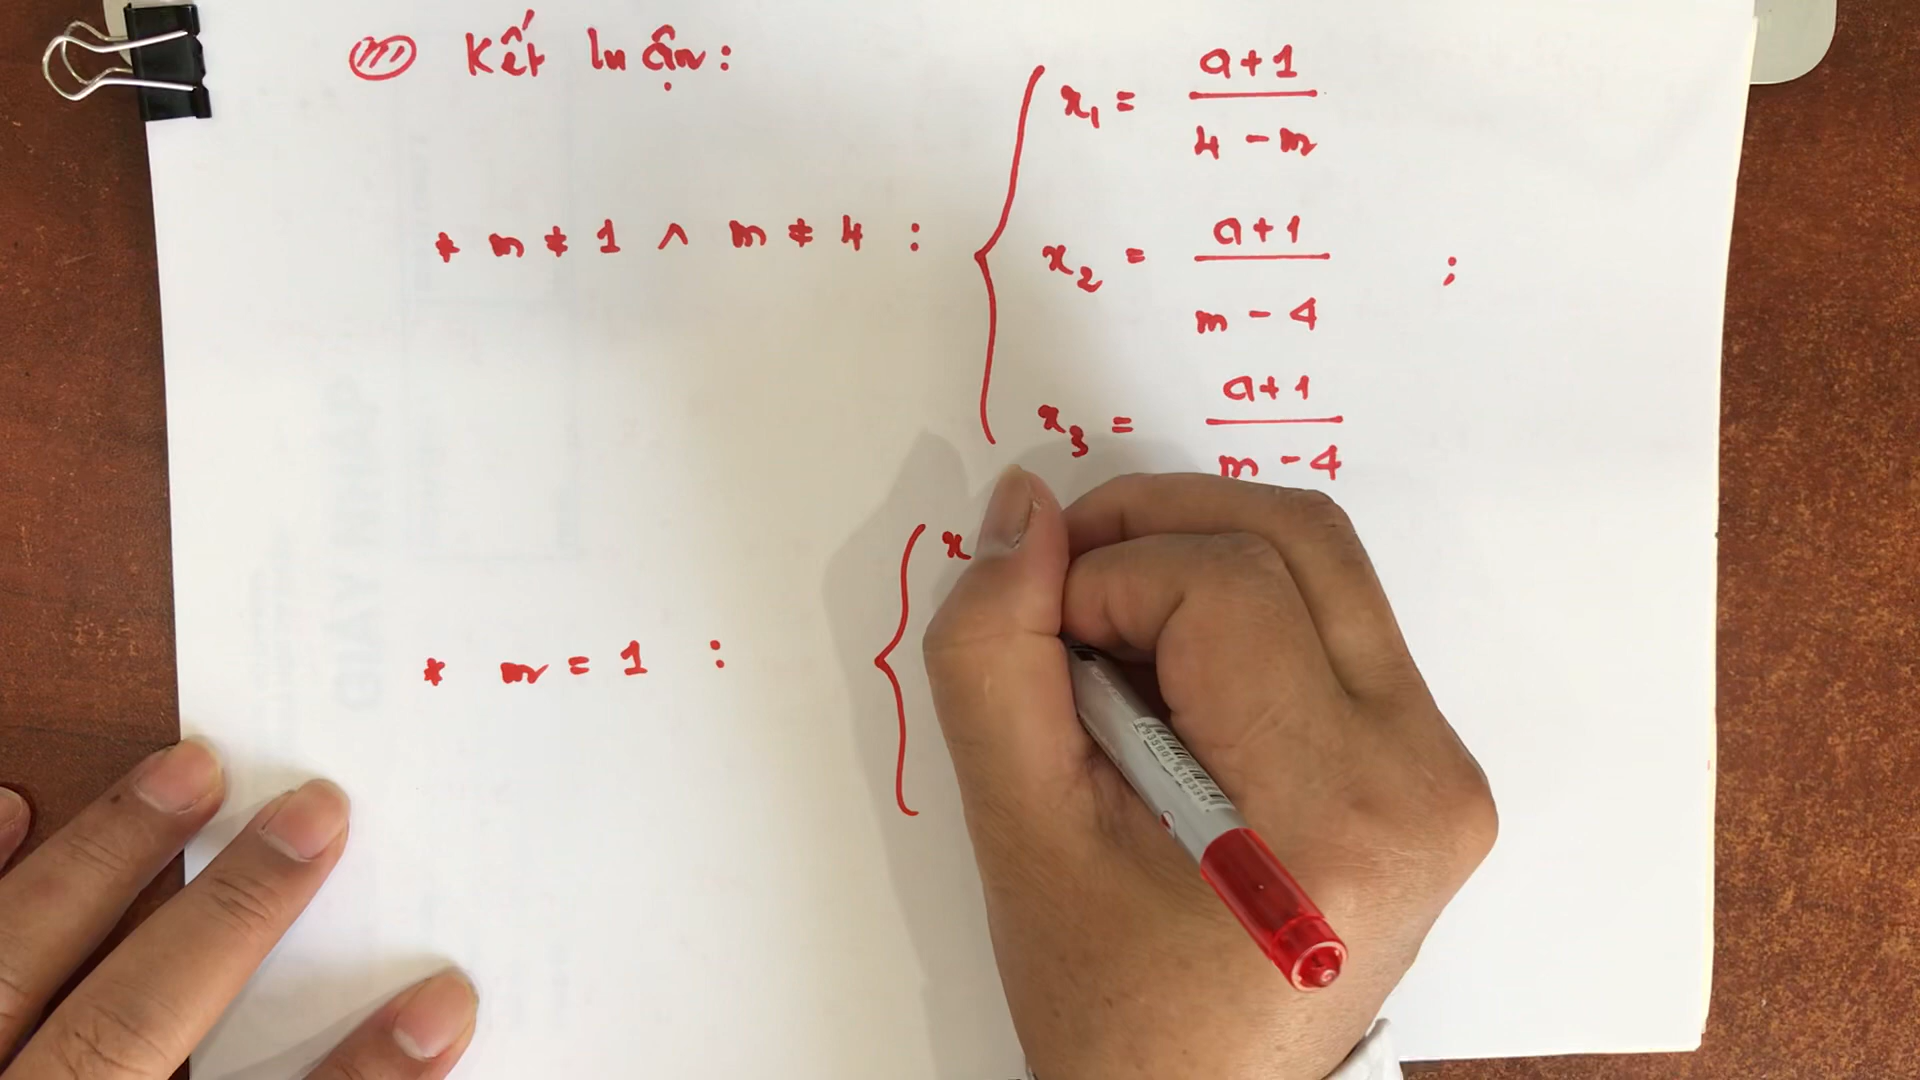 (III) Kết luận:
* m ≠ 1 ∧ m ≠ 4 : { x₁ = (a+1)/(4-m)
x₂ = (a+1)/(m-4) ;
x₃ = (a+1)/(m-4)
* m = 1 : { x